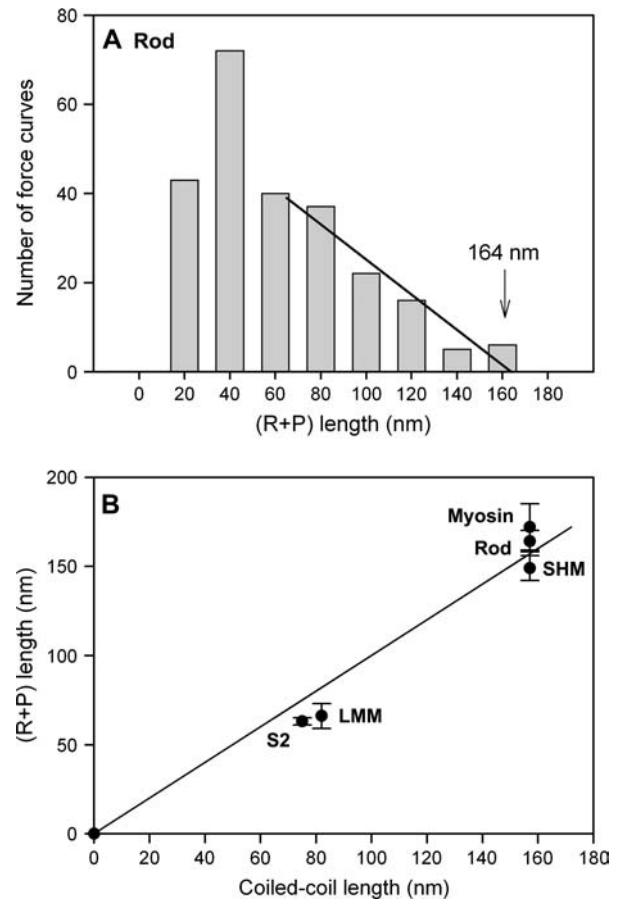 A Rod
80
60
40
20
0
Number of force curves
164 nm
0 20 40 60 80 100 120 140 160 180
(R+P) length (nm)
B
200
150
100
50
0
(R+P) length (nm)
Myosin
Rod
SHM
LMM
S2
0 20 40 60 80 100 120 140 160 180
Coiled-coil length (nm)